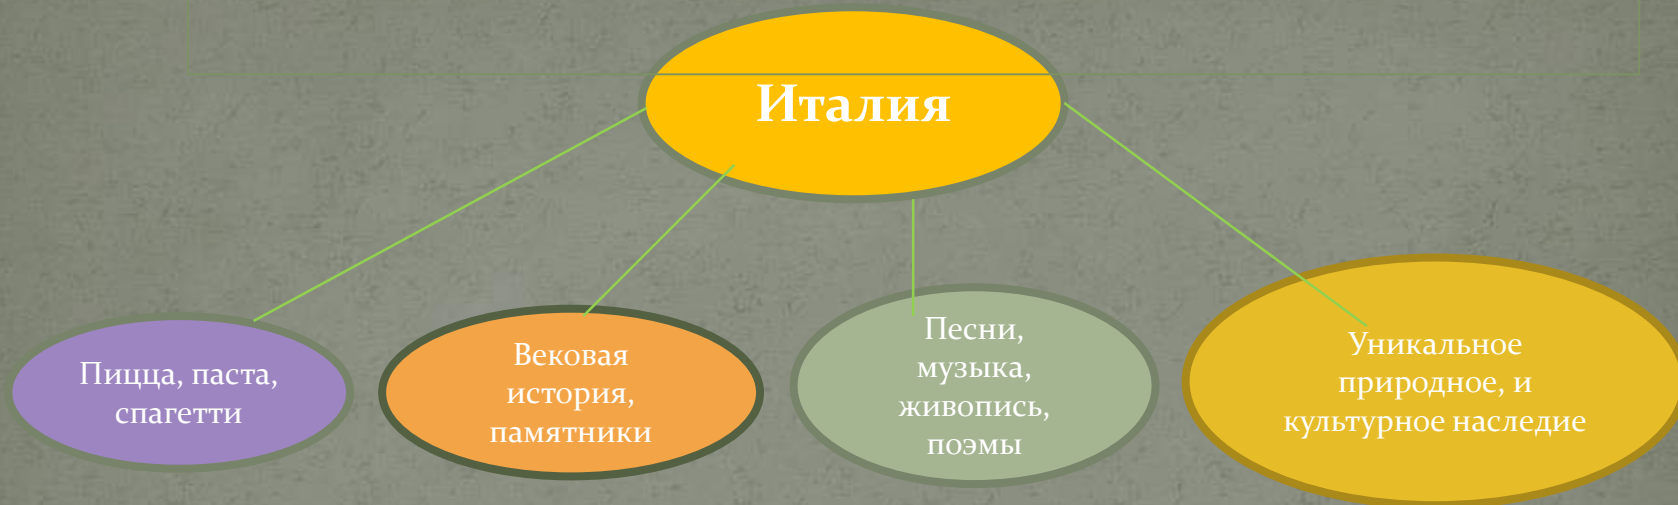 Италия
Пицца, паста,
спагетти
Вековая
история,
памятники
Песни,
музыка,
живопись,
поэмы
Уникальное
природное, и
культурное наследие